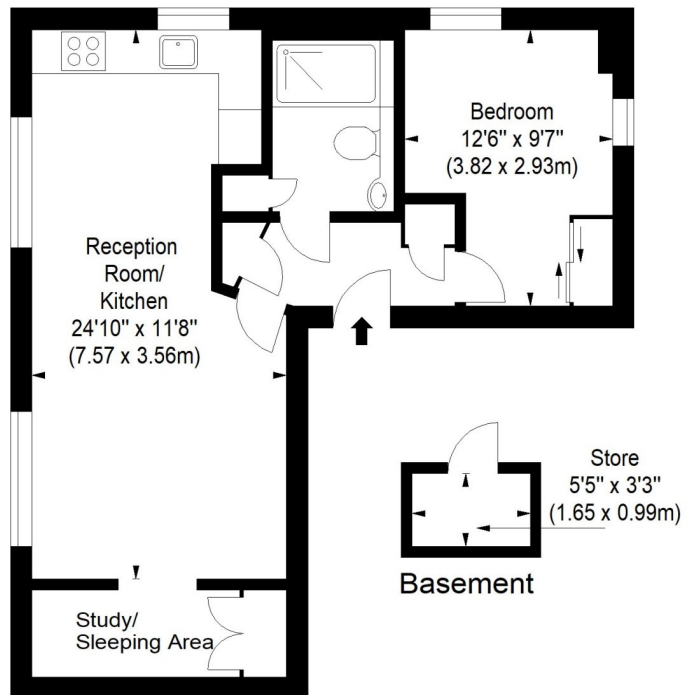 Bedroom
12'6" x 9'7"
(3.82 x 2.93m)
Reception
Room/
Kitchen
24'10" x 11'8"
(7.57 x 3.56m)
Store
5'5" x 3'3"
(1.65 x 0.99m)
Basement
Study/
Sleeping Area